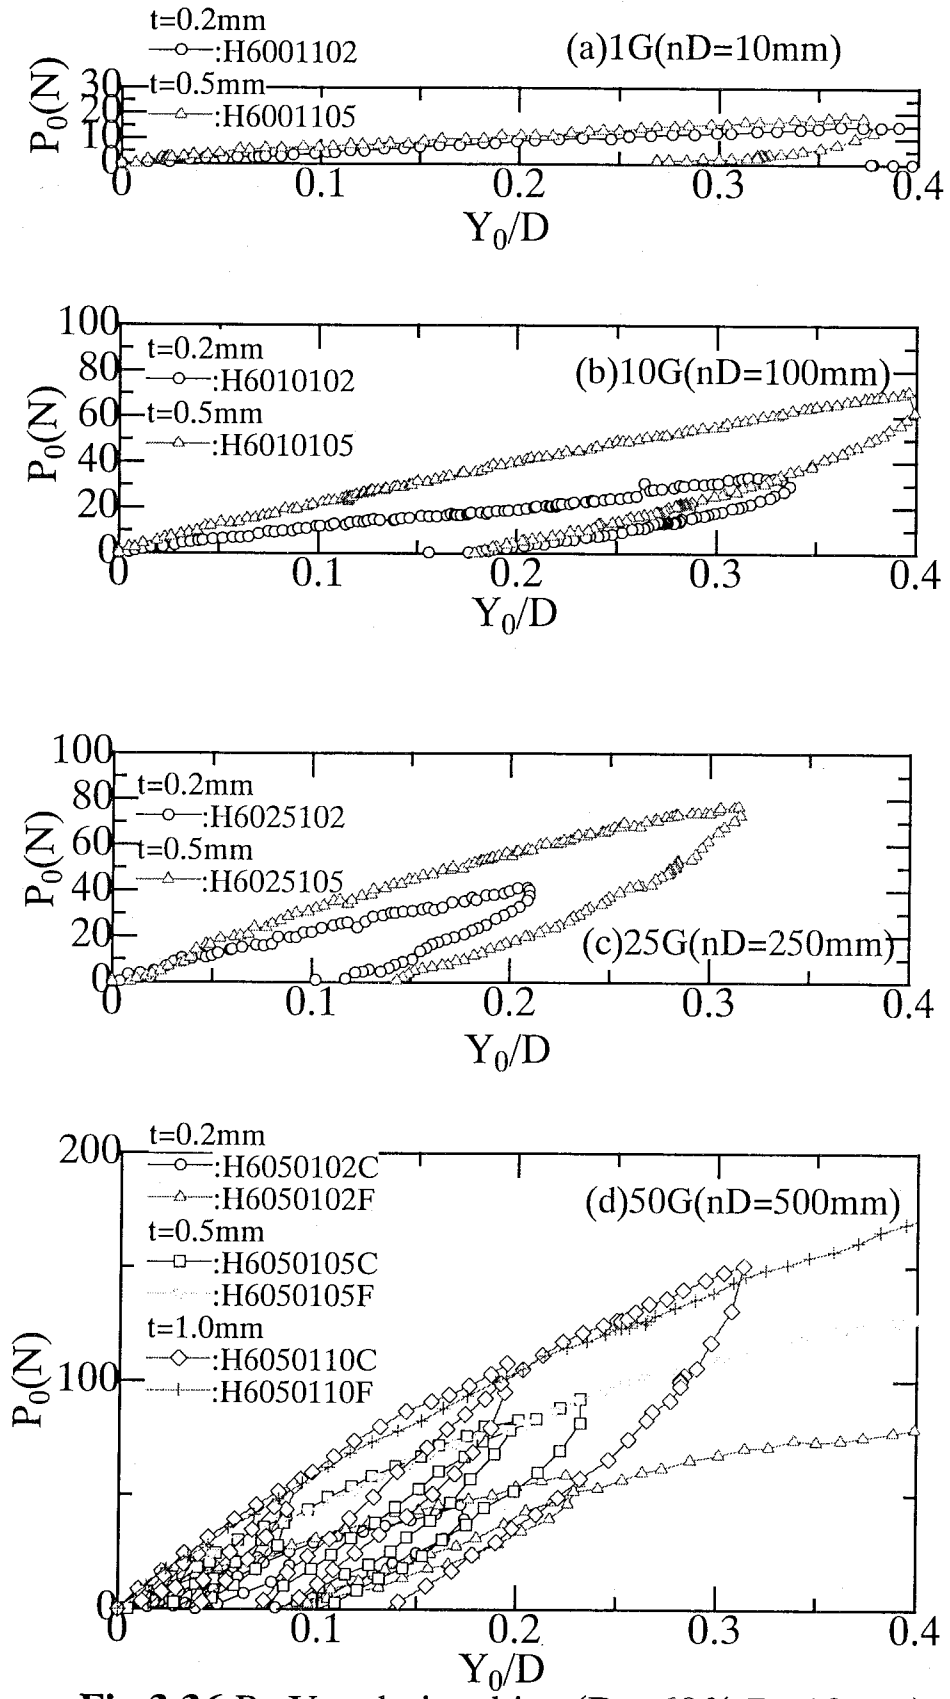 t=0.2mm
:H6001102
(a)1G(nD=10mm)
t=0.5mm
:H6001105
P₀(N)
30
20
10
0
0 0.1 0.2 0.3 0.4
Y₀/D
100
t=0.2mm
:H6010102
(b)10G(nD=100mm)
t=0.5mm
:H6010105
P₀(N)
80
60
40
20
0
0 0.1 0.2 0.3 0.4
Y₀/D
100
t=0.2mm
:H6025102
t=0.5mm
:H6025105
P₀(N)
80
60
40
20
0
(c)25G(nD=250mm)
0 0.1 0.2 0.3 0.4
Y₀/D
t=0.2mm
200
:H6050102C
:H6050102F
(d)50G(nD=500mm)
t=0.5mm
:H6050105C
:H6050105F
t=1.0mm
:H6050110C
:H6050110F
P₀(N)
100
0
0 0.1 0.2 0.3 0.4
Y₀/D
Fig.3.36